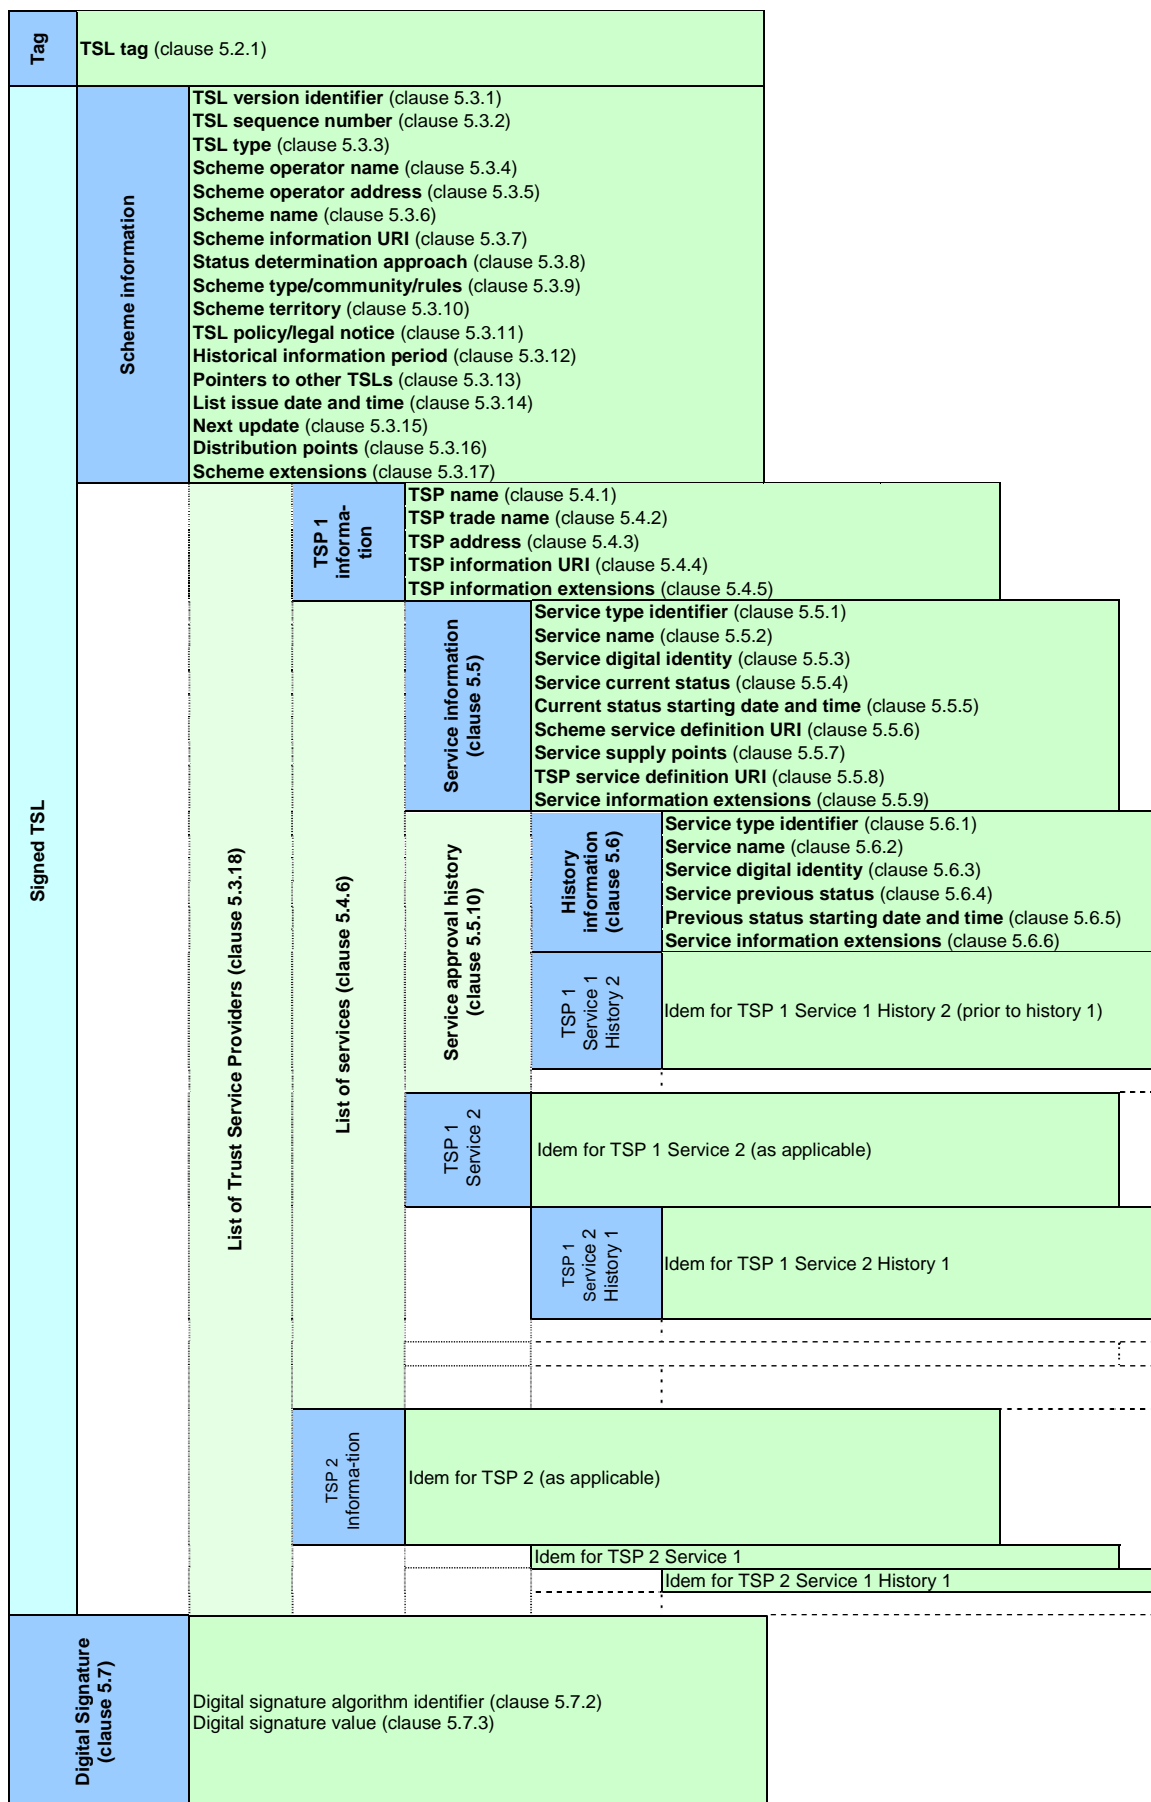 Tag
TSL tag (clause 5.2.1)
Signed TSL
Scheme information
TSL version identifier (clause 5.3.1)
TSL sequence number (clause 5.3.2)
TSL type (clause 5.3.3)
Scheme operator name (clause 5.3.4)
Scheme operator address (clause 5.3.5)
Scheme name (clause 5.3.6)
Scheme information URI (clause 5.3.7)
Status determination approach (clause 5.3.8)
Scheme type/community/rules (clause 5.3.9)
Scheme territory (clause 5.3.10)
TSL policy/legal notice (clause 5.3.11)
Historical information period (clause 5.3.12)
Pointers to other TSLs (clause 5.3.13)
List issue date and time (clause 5.3.14)
Next update (clause 5.3.15)
Distribution points (clause 5.3.16)
Scheme extensions (clause 5.3.17)
List of Trust Service Providers (clause 5.3.18)
TSP 1
informa-
tion
TSP name (clause 5.4.1)
TSP trade name (clause 5.4.2)
TSP address (clause 5.4.3)
TSP information URI (clause 5.4.4)
TSP information extensions (clause 5.4.5)
List of services (clause 5.4.6)
Service information
(clause 5.5)
Service type identifier (clause 5.5.1)
Service name (clause 5.5.2)
Service digital identity (clause 5.5.3)
Service current status (clause 5.5.4)
Current status starting date and time (clause 5.5.5)
Scheme service definition URI (clause 5.5.6)
Service supply points (clause 5.5.7)
TSP service definition URI (clause 5.5.8)
Service information extensions (clause 5.5.9)
Service approval history
(clause 5.5.10)
History
information
(clause 5.6)
Service type identifier (clause 5.6.1)
Service name (clause 5.6.2)
Service digital identity (clause 5.6.3)
Service previous status (clause 5.6.4)
Previous status starting date and time (clause 5.6.5)
Service information extensions (clause 5.6.6)
TSP 1
Service 1
History 2
Idem for TSP 1 Service 1 History 2 (prior to history 1)
TSP 1
Service 2
Idem for TSP 1 Service 2 (as applicable)
TSP 1
Service 2
History 1
Idem for TSP 1 Service 2 History 1
TSP 2
Informa-tion
Idem for TSP 2 (as applicable)
Idem for TSP 2 Service 1
Idem for TSP 2 Service 1 History 1
Digital Signature
(clause 5.7)
Digital signature algorithm identifier (clause 5.7.2)
Digital signature value (clause 5.7.3)